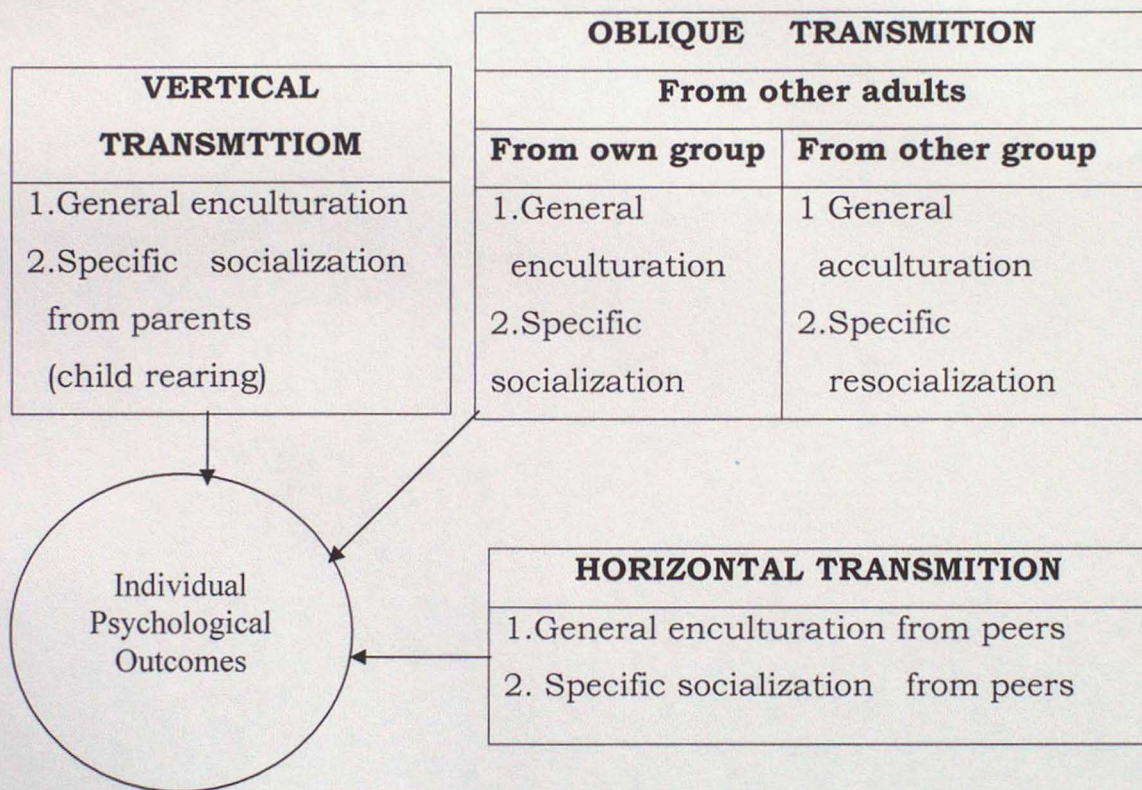 VERTICAL
TRANSMTTIOM
1.General enculturation
2.Specific socialization
from parents
(child rearing)
OBLIQUE TRANSMITION
From other adults
From own group
From other group
1.General
enculturation
2.Specific
socialization
1 General
acculturation
2.Specific
resocialization
Individual
Psychological
Outcomes
HORIZONTAL TRANSMITION
1.General enculturation from peers
2. Specific socialization from peers